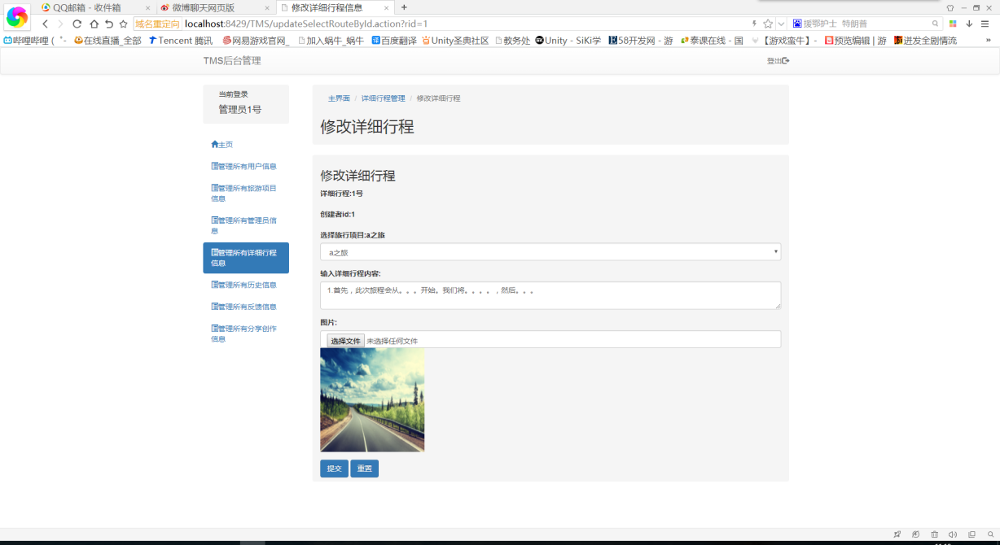 QQ邮箱 - 收件箱 × 微博聊天网页版 × 修改详细行程信息 × +
域名重定向 localhost:8429/TMS/updateSelectRouteById.action?rid=1 援鄂护士 特朗普
哔哩哔哩 ( ゜- 在线直播_全部 Tencent 腾讯 网易游戏官网_ 加入蜗牛_蜗牛 百度翻译 Unity圣典社区 教务处 Unity - SiKi学 58开发网 - 游 泰课在线 - 国 【游戏蛮牛】- 预览编辑 | 游 迸发全剧情流 »
TMS后台管理 登出
当前登录
管理员1号
主页
管理所有用户信息
管理所有旅游项目
信息
管理所有管理员信
息
管理所有详细行程
信息
管理所有历史信息
管理所有反馈信息
管理所有分享创作
信息
主界面 / 详细行程管理 / 修改详细行程
修改详细行程
修改详细行程
详细行程:1号
创建者id:1
选择旅行项目:a之旅
a之旅
输入详细行程内容:
1.首先，此次旅程会从。。。开始。我们将。。。。，然后。。。
图片:
选择文件 未选择任何文件
提交 重置